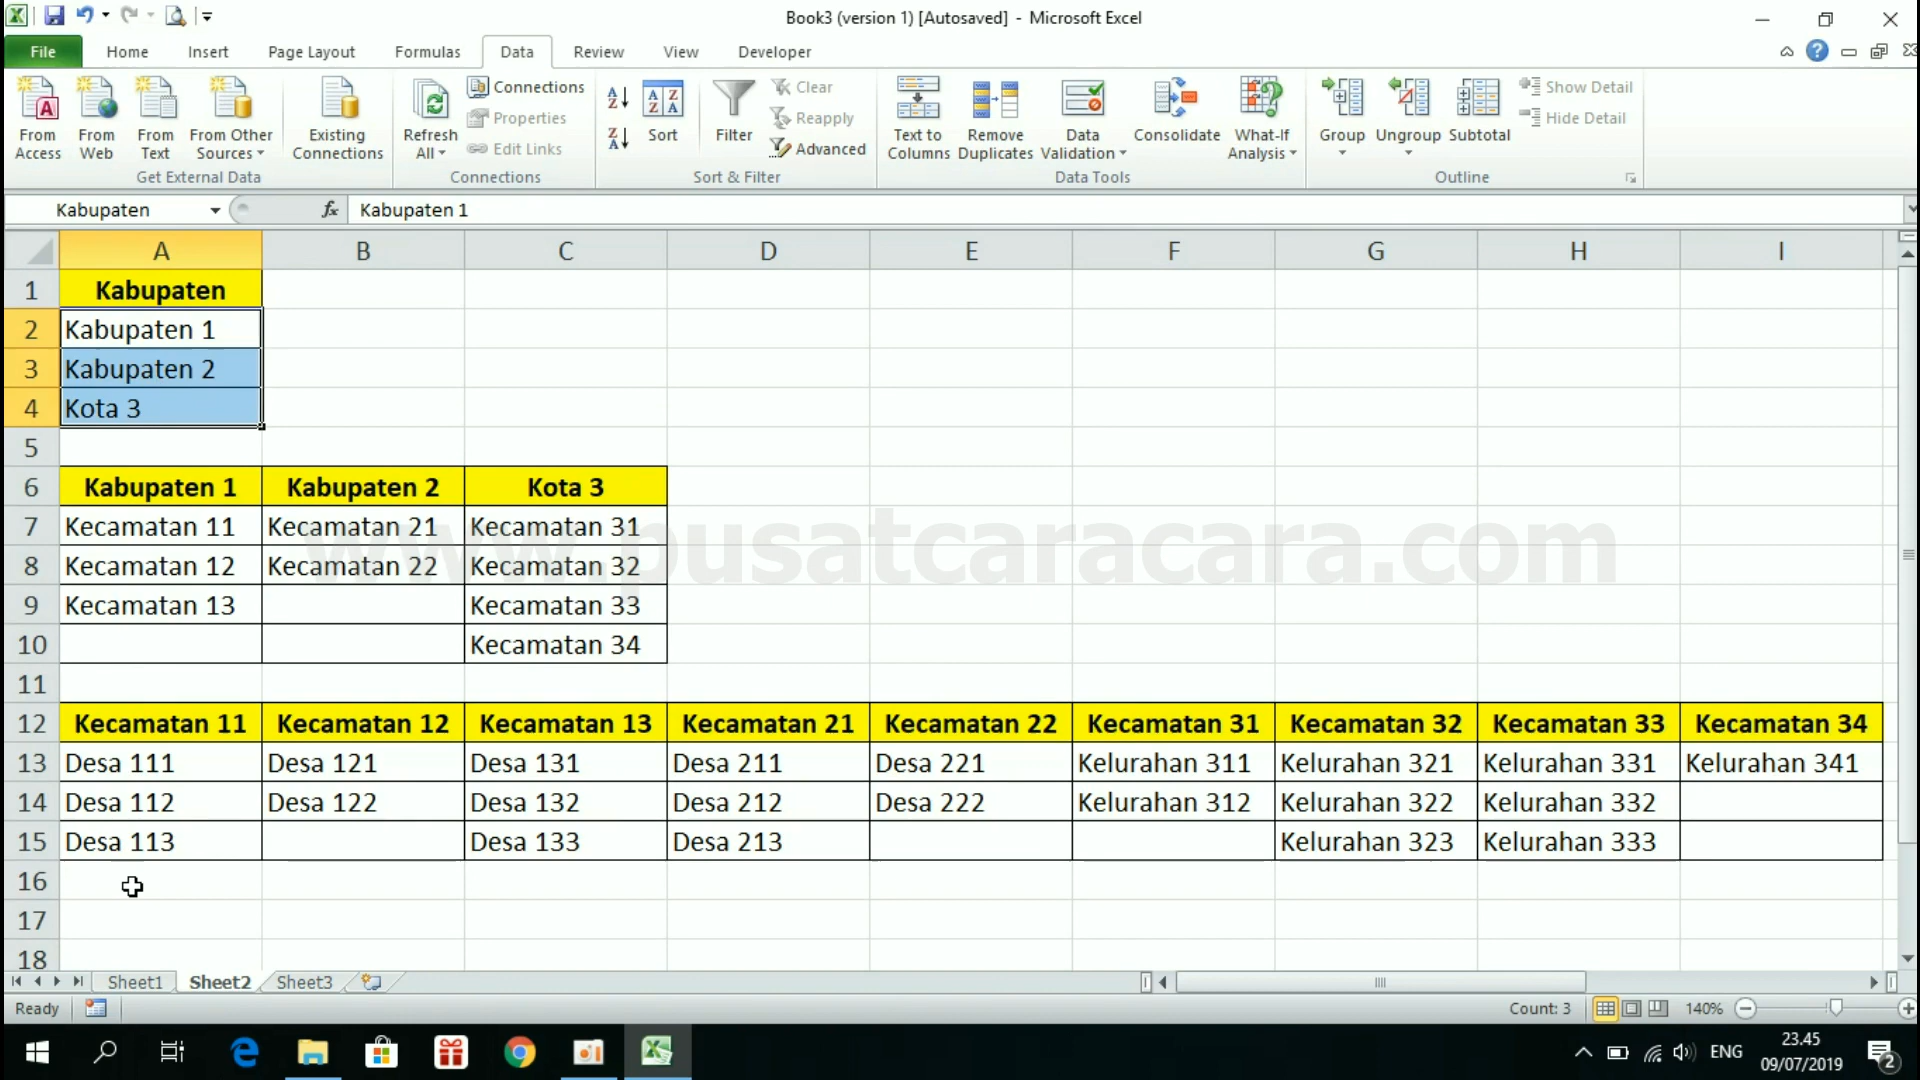 Book3 (version 1) [Autosaved] - Microsoft Excel
File Home Insert Page Layout Formulas Data Review View Developer
From Access
From Web
From Text
From Other Sources
Existing Connections
Get External Data
Refresh All
Connections
Properties
Edit Links
Connections
Sort
Filter
Clear
Reapply
Advanced
Sort & Filter
Text to Columns
Remove Duplicates
Data Validation
Consolidate
What-If Analysis
Data Tools
Group
Ungroup
Subtotal
Show Detail
Hide Detail
Outline
Kabupaten fx Kabupaten 1
A B C D E F G H I
1 Kabupaten
2 Kabupaten 1
3 Kabupaten 2
4 Kota 3
5
6 Kabupaten 1 Kabupaten 2 Kota 3
7 Kecamatan 11 Kecamatan 21 Kecamatan 31
www.pusatcaracara.com
8 Kecamatan 12 Kecamatan 22 Kecamatan 32
9 Kecamatan 13 Kecamatan 33
10 Kecamatan 34
11
12 Kecamatan 11 Kecamatan 12 Kecamatan 13 Kecamatan 21 Kecamatan 22 Kecamatan 31 Kecamatan 32 Kecamatan 33 Kecamatan 34
13 Desa 111 Desa 121 Desa 131 Desa 211 Desa 221 Kelurahan 311 Kelurahan 321 Kelurahan 331 Kelurahan 341
14 Desa 112 Desa 122 Desa 132 Desa 212 Desa 222 Kelurahan 312 Kelurahan 322 Kelurahan 332
15 Desa 113 Desa 133 Desa 213 Kelurahan 323 Kelurahan 333
16
17
18
Sheet1 Sheet2 Sheet3
Ready Count: 3 140%
ENG 23.45
09/07/2019 2